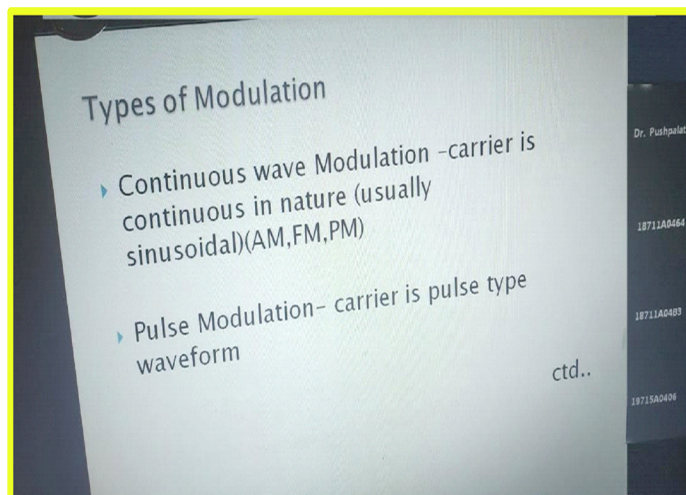 Types of Modulation
Continuous wave Modulation -carrier is
continuous in nature (usually
sinusoidal)(AM,FM,PM)
Pulse Modulation- carrier is pulse type
waveform
ctd..
Dr. Pushpalat
18711A0464
18711A0483
18715A0406